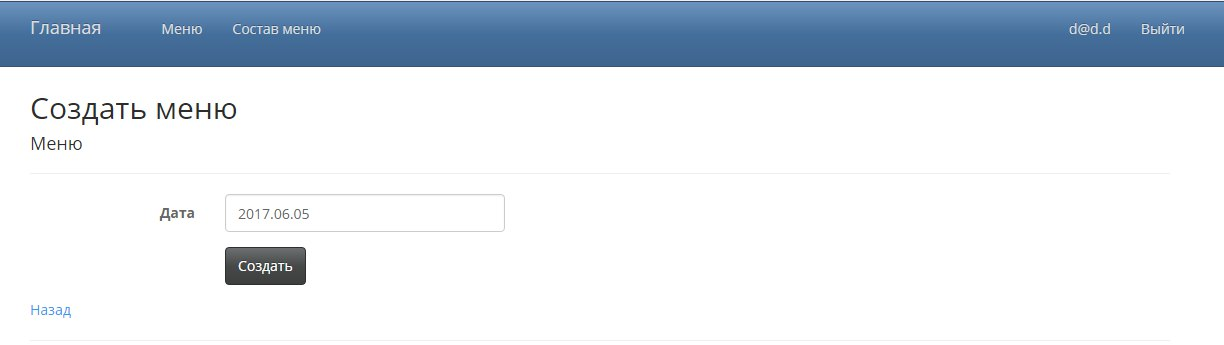 Главная Меню Состав меню d@d.d Выйти
Создать меню
Меню
Дата 2017.06.05
Создать
Назад